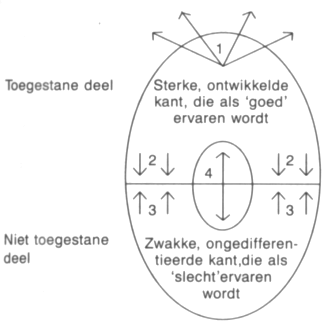 1
Toegestane deel
Sterke, ontwikkelde
kant, die als 'goed'
ervaren wordt
2
2
4
3
3
Niet toegestane
deel
Zwakke, ongedifferen-
tieerde kant,die als
'slecht'ervaren
wordt